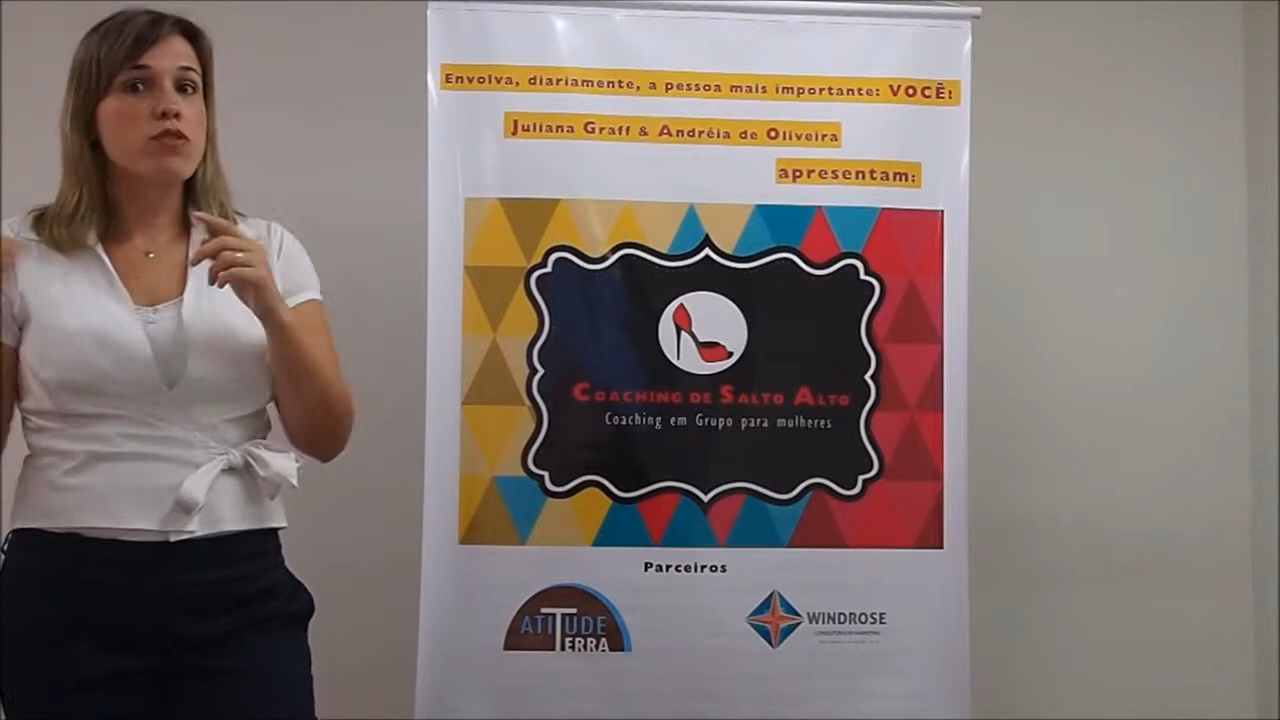 Envolva, diariamente, a pessoa mais importante: VOCÊ!
Juliana Graff & Andréia de Oliveira
apresentam:
Coaching de Salto Alto
Coaching em Grupo para mulheres
Parceiros
ATITUDE
TERRA
WINDROSE